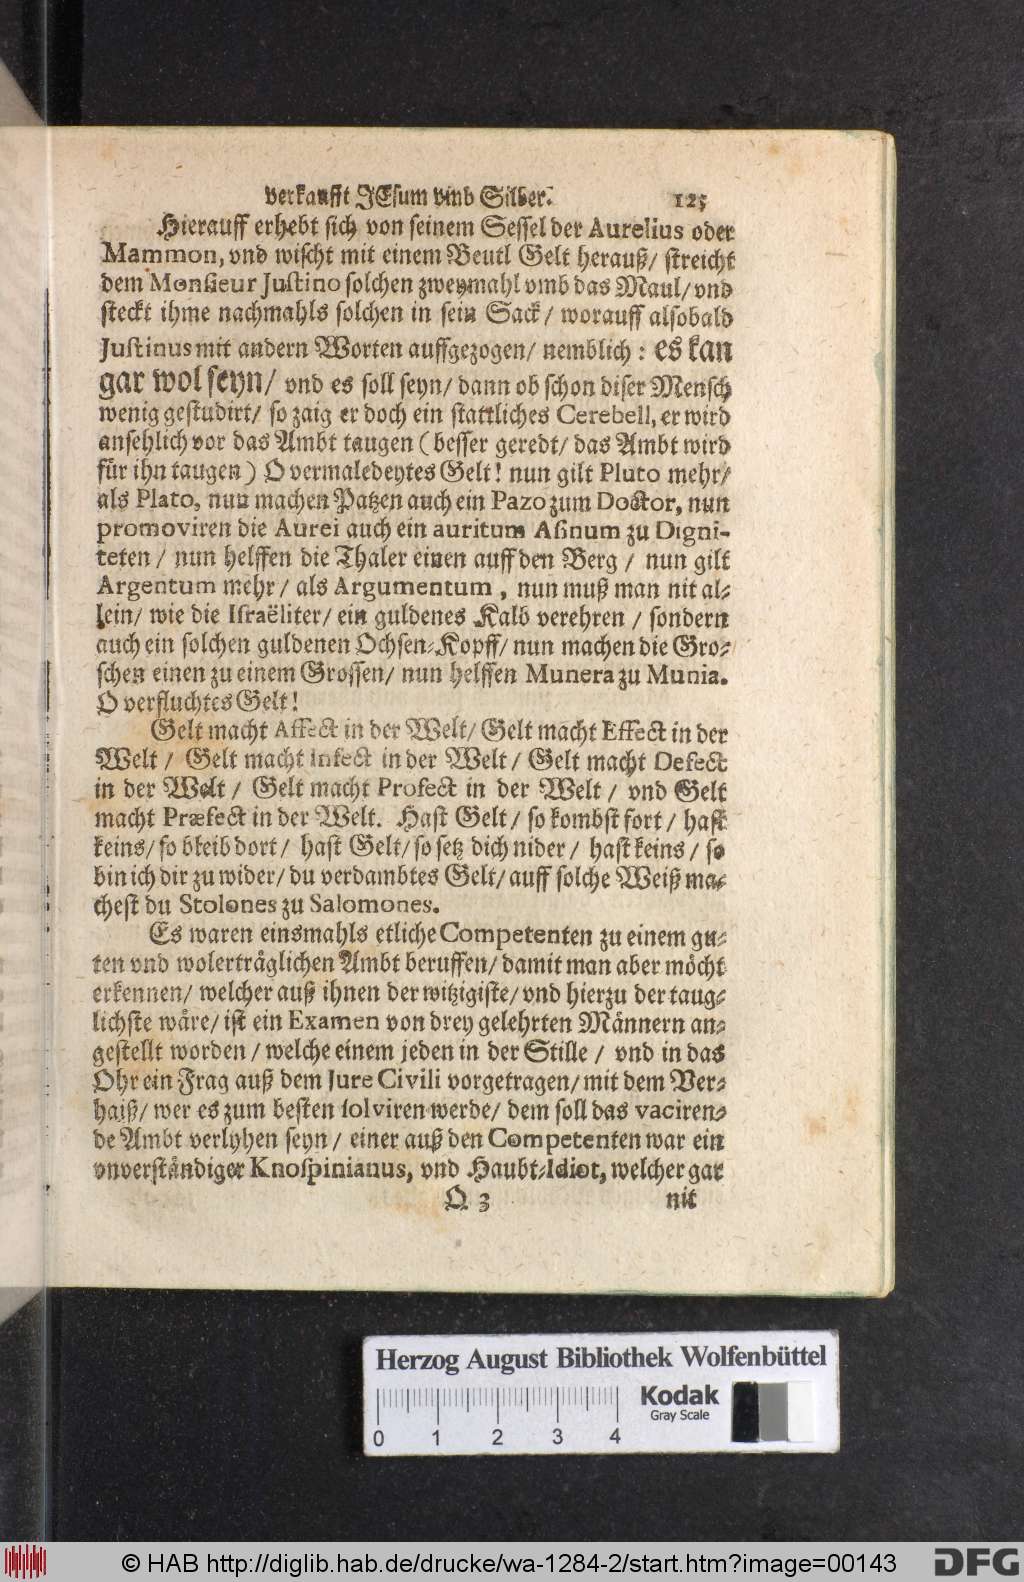 verkaufft JEsum vmb Silber.
125
Hierauff erhebt sich von seinem Sessel der Aurelius oder
Mammon, vnd wischt mit einem Beutl Gelt herauß/ streicht
dem Monsieur Justino solchen zweymahl vmb das Maul/ vnd
steckt ihme nachmahls solchen in sein Sack/ worauff alsobald
Justinus mit andern Worten auffgezogen/ nemblich: es kan
gar wol seyn/ vnd es soll seyn/ dann ob schon diser Mensch
wenig gestudirt/ so zaig er doch ein stattliches Cerebell, er wird
ansehlich vor das Ambt taugen (besser geredt/ das Ambt wird
für ihn taugen) O vermaledeytes Gelt! nun gilt Pluto mehr/
als Plato, nun machen Patzen auch ein Pazo zum Doctor, nun
promoviren die Aurei auch ein auritum Aßinum zu Digni-
teten/ nun helffen die Thaler einen auff den Berg/ nun gilt
Argentum mehr/ als Argumentum, nun muß man nit al-
lein/ wie die Israëliter/ ein guldenes Kalb verehren/ sondern
auch ein solchen guldenen Ochsen-Kopff/ nun machen die Gro-
schen einen zu einem Grossen/ nun helffen Munera zu Munia.
O verfluchtes Gelt!
Gelt macht Affect in der Welt/ Gelt macht Effect in der
Welt/ Gelt macht Infect in der Welt/ Gelt macht Defect
in der Welt/ Gelt macht Profect in der Welt/ vnd Gelt
macht Præfect in der Welt. Hast Gelt/ so kombst fort/ hast
keins/ so bleib dort/ hast Gelt/ so setz dich nider/ hast keins/ so
bin ich dir zu wider/ du verdambtes Gelt/ auff solche Weiß ma-
chest du Stolones zu Salomones.
Es waren einsmahls etliche Competenten zu einem gu-
ten vnd wolerträglichen Ambt beruffen/ damit man aber möcht
erkennen/ welcher auß ihnen der witzigiste/ vnd hierzu der taug-
lichste wäre/ ist ein Examen von drey gelehrten Männern an-
gestellt worden/ welche einem jeden in der Stille/ vnd in das
Ohr ein Frag auß dem Jure Civili vorgetragen/ mit dem Ver-
haiß/ wer es zum besten solviren werde/ dem soll das vaciren-
de Ambt verlyhen seyn/ einer auß den Competenten war ein
vnverständiger Knospinianus, vnd Haubt-Idiot, welcher gar
Q 3
nit
Herzog August Bibliothek Wolfenbüttel
Kodak
Gray Scale
0 1 2 3 4
© HAB http://diglib.hab.de/drucke/wa-1284-2/start.htm?image=00143
DFG